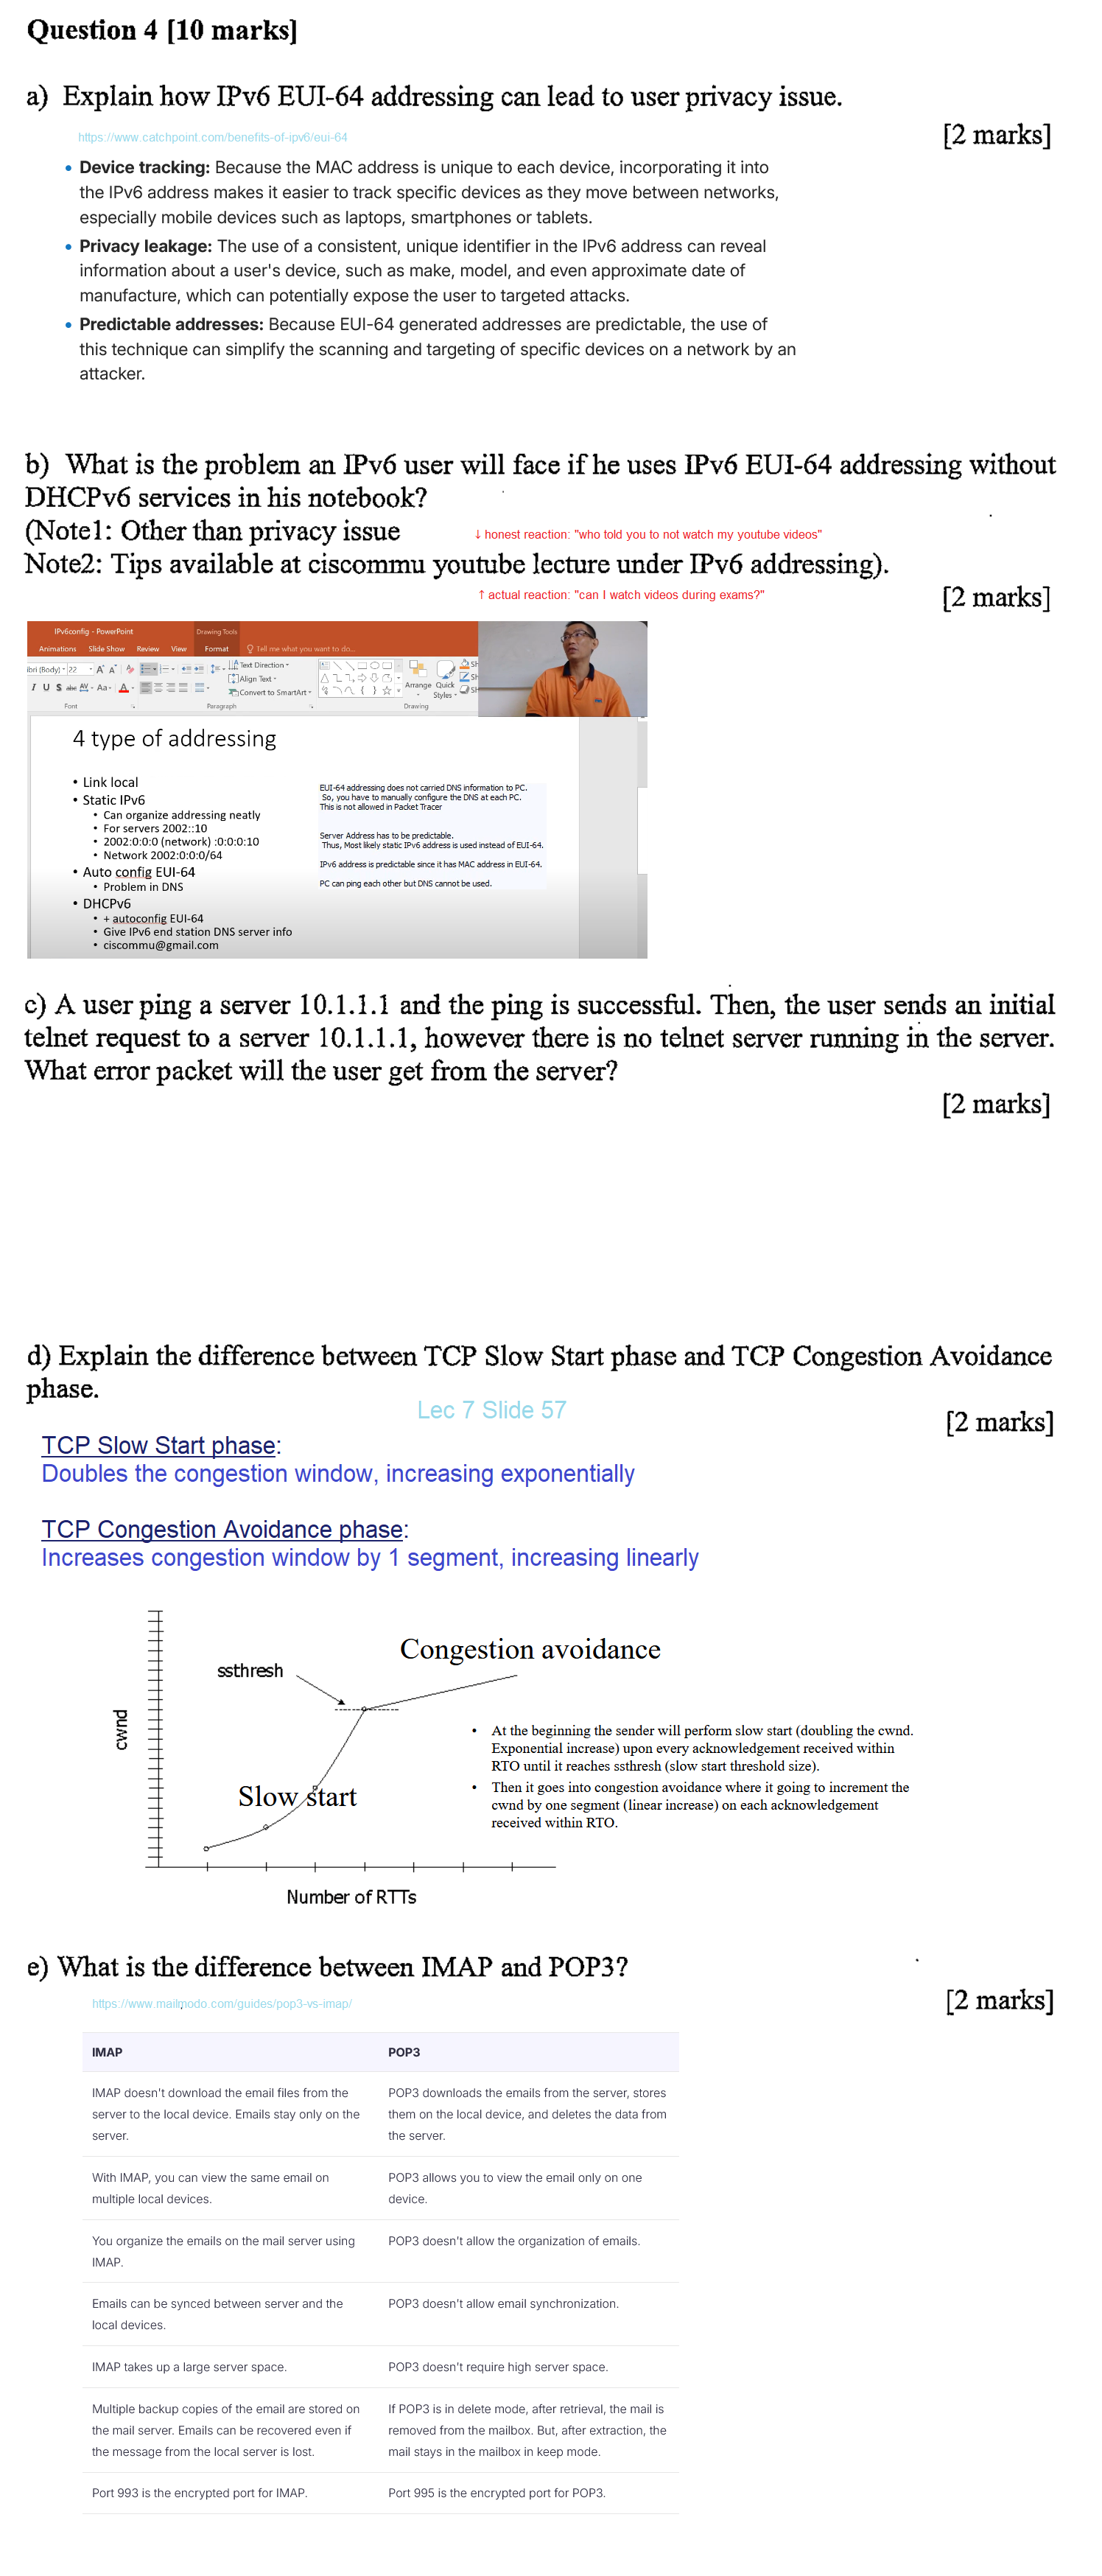 Question 4 [10 marks]
a) Explain how IPv6 EUI-64 addressing can lead to user privacy issue.
[2 marks]
https://www.catchpoint.com/benefits-of-ipv6/eui-64
• Device tracking: Because the MAC address is unique to each device, incorporating it into
the IPv6 address makes it easier to track specific devices as they move between networks,
especially mobile devices such as laptops, smartphones or tablets.
• Privacy leakage: The use of a consistent, unique identifier in the IPv6 address can reveal
information about a user's device, such as make, model, and even approximate date of
manufacture, which can potentially expose the user to targeted attacks.
• Predictable addresses: Because EUI-64 generated addresses are predictable, the use of
this technique can simplify the scanning and targeting of specific devices on a network by an
attacker.
b) What is the problem an IPv6 user will face if he uses IPv6 EUI-64 addressing without
DHCPv6 services in his notebook?
(Note1: Other than privacy issue
↓ honest reaction: "who told you to not watch my youtube videos"
Note2: Tips available at ciscommu youtube lecture under IPv6 addressing).
↑ actual reaction: "can I watch videos during exams?"
[2 marks]
IPv6config - PowerPoint
Drawing Tools
Animations Slide Show Review View Format Tell me what you want to do...
ibri (Body) 22
Text Direction
Align Text
Convert to SmartArt
Arrange Quick Styles
Font Paragraph Drawing
4 type of addressing
• Link local
• Static IPv6
• Can organize addressing neatly
• For servers 2002::10
• 2002:0:0:0 (network) :0:0:0:10
• Network 2002:0:0:0/64
• Auto config EUI-64
• Problem in DNS
• DHCPv6
• + autoconfig EUI-64
• Give IPv6 end station DNS server info
• ciscommu@gmail.com
EUI-64 addressing does not carried DNS information to PC.
So, you have to manually configure the DNS at each PC.
This is not allowed in Packet Tracer
Server Address has to be predictable.
Thus, Most likely static IPv6 address is used instead of EUI-64.
IPv6 address is predictable since it has MAC address in EUI-64.
PC can ping each other but DNS cannot be used.
c) A user ping a server 10.1.1.1 and the ping is successful. Then, the user sends an initial
telnet request to a server 10.1.1.1, however there is no telnet server running in the server.
What error packet will the user get from the server?
[2 marks]
d) Explain the difference between TCP Slow Start phase and TCP Congestion Avoidance
phase.
Lec 7 Slide 57
[2 marks]
TCP Slow Start phase:
Doubles the congestion window, increasing exponentially
TCP Congestion Avoidance phase:
Increases congestion window by 1 segment, increasing linearly
Congestion avoidance
ssthresh
cwnd
Slow start
• At the beginning the sender will perform slow start (doubling the cwnd.
Exponential increase) upon every acknowledgement received within
RTO until it reaches ssthresh (slow start threshold size).
• Then it goes into congestion avoidance where it going to increment the
cwnd by one segment (linear increase) on each acknowledgement
received within RTO.
Number of RTTs
e) What is the difference between IMAP and POP3?
[2 marks]
https://www.mailmodo.com/guides/pop3-vs-imap/
IMAP POP3
IMAP doesn't download the email files from the
server to the local device. Emails stay only on the
server.
POP3 downloads the emails from the server, stores
them on the local device, and deletes the data from
the server.
With IMAP, you can view the same email on
multiple local devices.
POP3 allows you to view the email only on one
device.
You organize the emails on the mail server using
IMAP.
POP3 doesn't allow the organization of emails.
Emails can be synced between server and the
local devices.
POP3 doesn't allow email synchronization.
IMAP takes up a large server space.
POP3 doesn't require high server space.
Multiple backup copies of the email are stored on
the mail server. Emails can be recovered even if
the message from the local server is lost.
If POP3 is in delete mode, after retrieval, the mail is
removed from the mailbox. But, after extraction, the
mail stays in the mailbox in keep mode.
Port 993 is the encrypted port for IMAP.
Port 995 is the encrypted port for POP3.